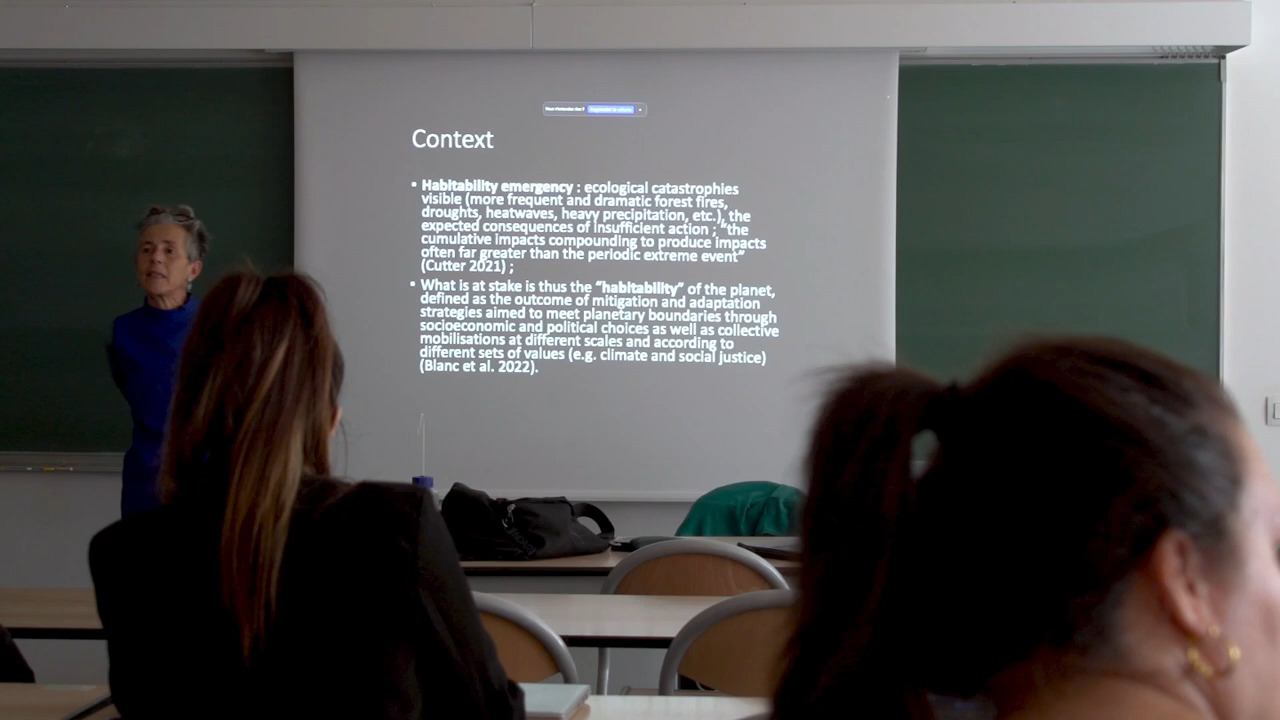 Context
• Habitability emergency : ecological catastrophies
visible (more frequent and dramatic forest fires,
droughts, heatwaves, heavy precipitation, etc.), the
expected consequences of insufficient action ; "the
cumulative impacts compounding to produce impacts
often far greater than the periodic extreme event"
(Cutter 2021) ;
• What is at stake is thus the "habitability" of the planet,
defined as the outcome of mitigation and adaptation
strategies aimed to meet planetary boundaries through
socioeconomic and political choices as well as collective
mobilisations at different scales and according to
different sets of values (e.g. climate and social justice)
(Blanc et al. 2022).